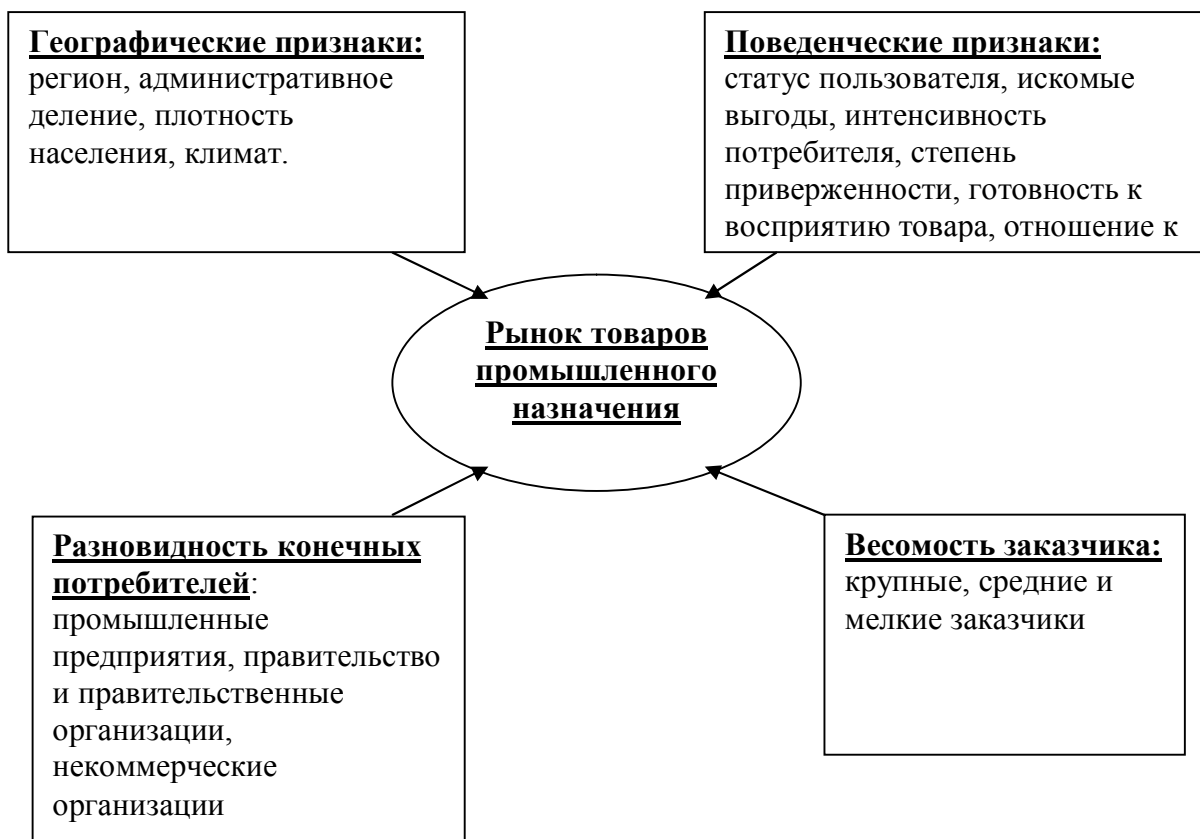 Географические признаки:
регион, административное
деление, плотность
населения, климат.
Поведенческие признаки:
статус пользователя, искомые
выгоды, интенсивность
потребителя, степень
приверженности, готовность к
восприятию товара, отношение к
Рынок товаров
промышленного
назначения
Разновидность конечных
потребителей:
промышленные
предприятия, правительство
и правительственные
организации,
некоммерческие
организации
Весомость заказчика:
крупные, средние и
мелкие заказчики